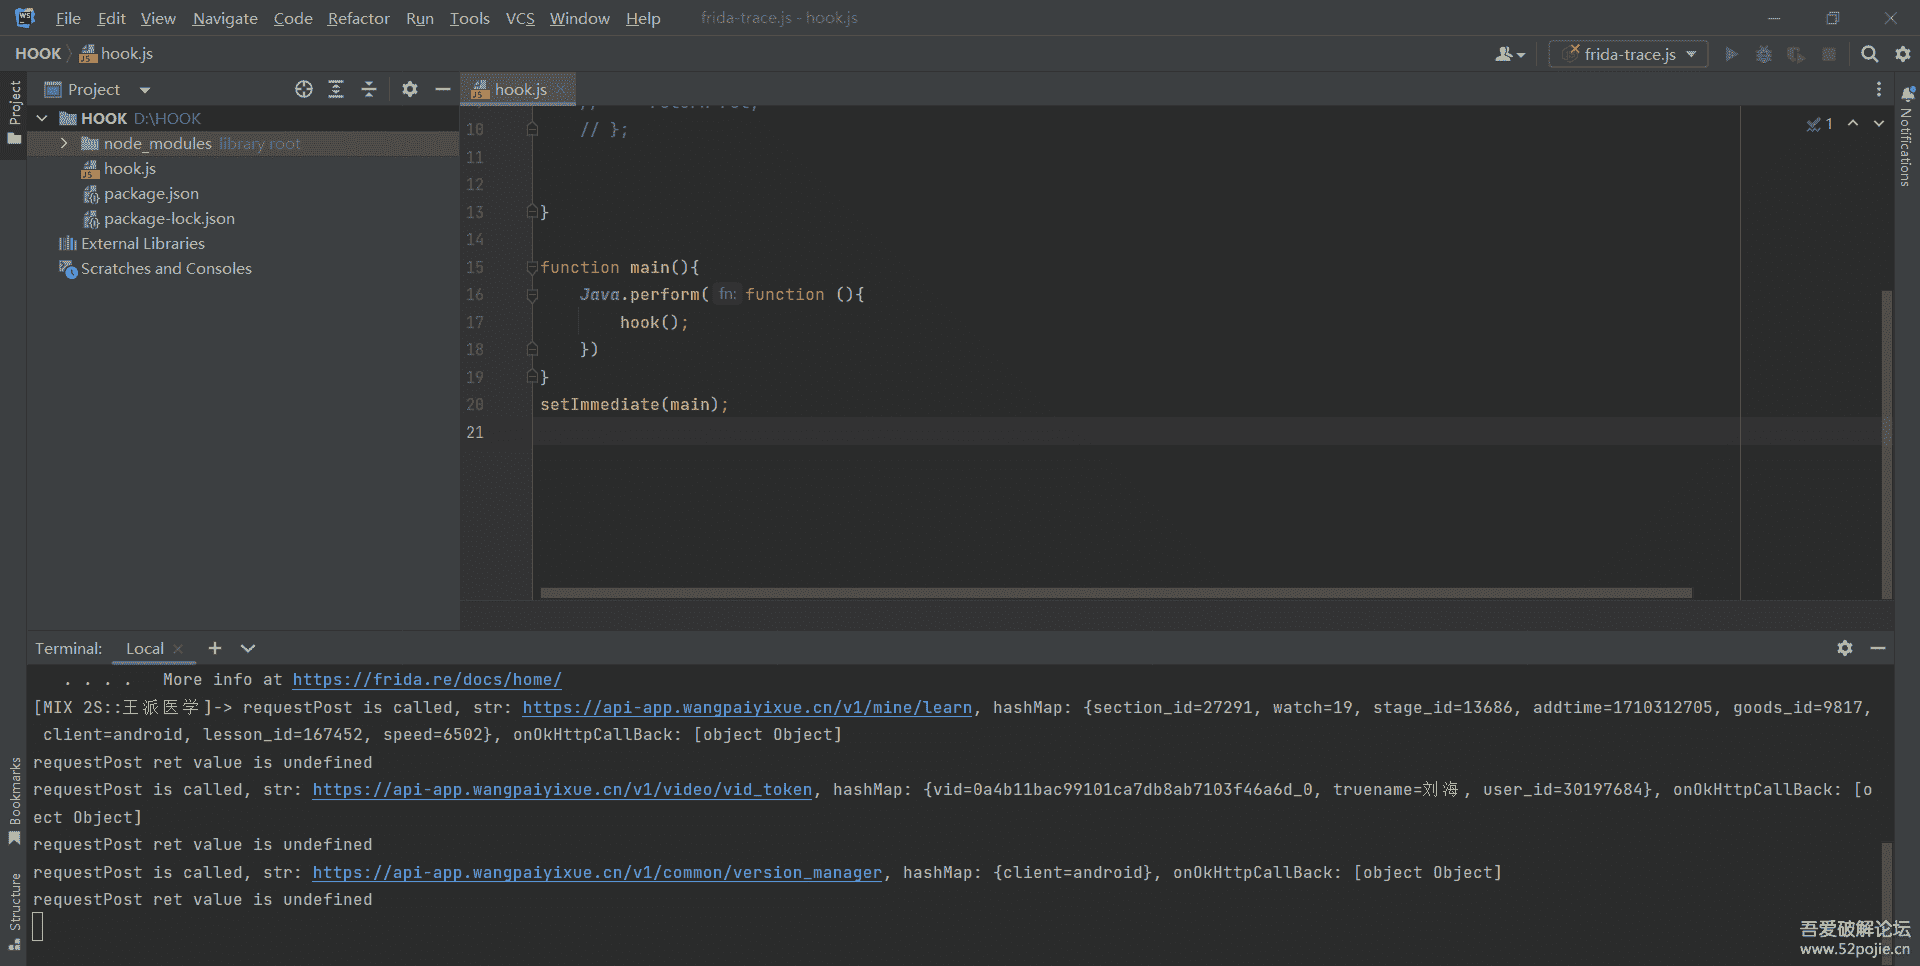 File Edit View Navigate Code Refactor Run Tools VCS Window Help frida-trace.js - hook.js
HOOK hook.js
frida-trace.js
Project
Project
hook.js
HOOK D:\HOOK
node_modules library root
hook.js
package.json
package-lock.json
External Libraries
Scratches and Consoles
10 // };
11
12
13 }
14
15 function main(){
16 Java.perform( fn: function (){
17 hook();
18 })
19 }
20 setImmediate(main);
21
1
Notifications
Terminal: Local
. . . . More info at https://frida.re/docs/home/
[MIX 2S::王派医学]-> requestPost is called, str: https://api-app.wangpaiyixue.cn/v1/mine/learn, hashMap: {section_id=27291, watch=19, stage_id=13686, addtime=1710312705, goods_id=9817,
client=android, lesson_id=167452, speed=6502}, onOkHttpCallBack: [object Object]
requestPost ret value is undefined
requestPost is called, str: https://api-app.wangpaiyixue.cn/v1/video/vid_token, hashMap: {vid=0a4b11bac99101ca7db8ab7103f46a6d_0, truename=刘海, user_id=30197684}, onOkHttpCallBack: [o
ect Object]
requestPost ret value is undefined
requestPost is called, str: https://api-app.wangpaiyixue.cn/v1/common/version_manager, hashMap: {client=android}, onOkHttpCallBack: [object Object]
requestPost ret value is undefined
Bookmarks
Structure
吾爱破解论坛
www.52pojie.cn